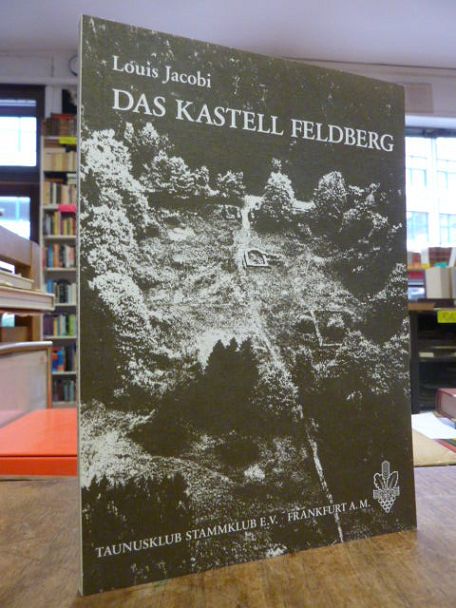 Louis Jacobi
DAS KASTELL FELDBERG
TAUNUSKLUB STAMMKLUB E.V. FRANKFURT A. M.